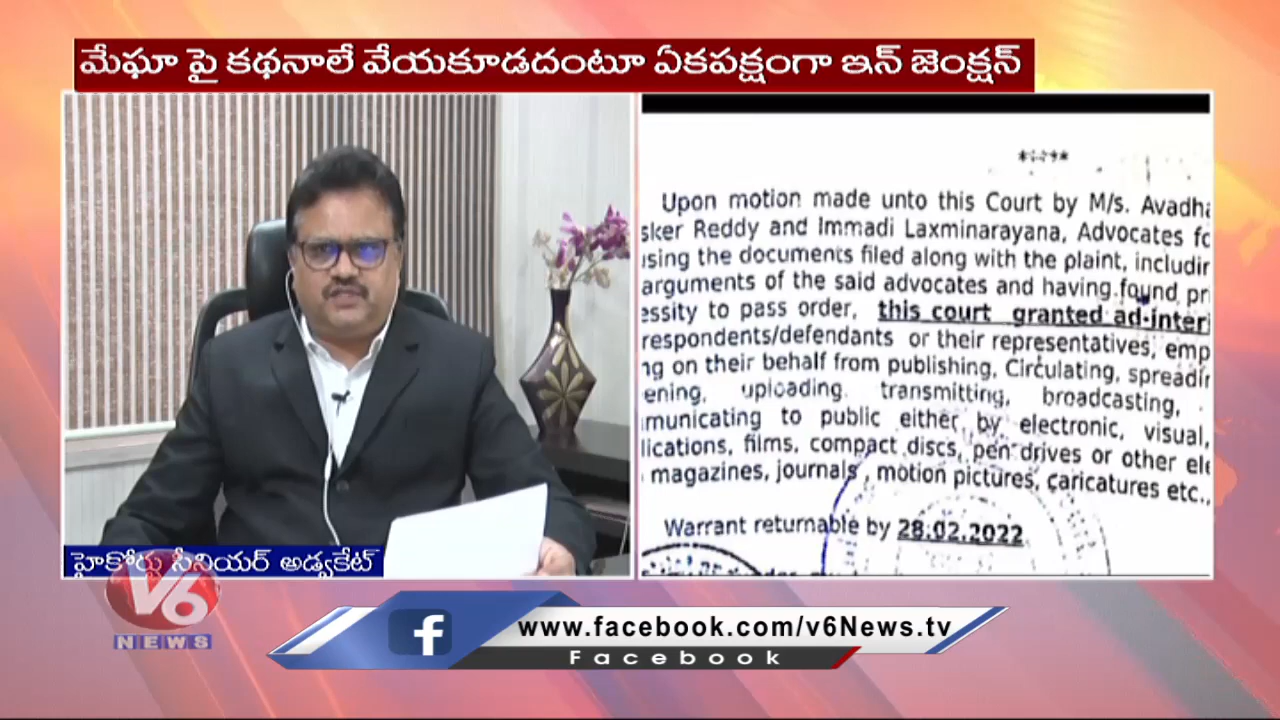 మేఘా పై కథనాలే వేయకూడదంటూ ఏకపక్షంగా ఇన్ జెంక్షన్
Upon motion made unto this Court by M/s. Avadha
sker Reddy and Immadi Laxminarayana, Advocates fo
using the documents filed along with the plaint, includin
arguments of the said advocates and having found pri
essity to pass order, this court granted ad-interi
respondents/defendants or their representatives, emp
ng on their behalf from publishing, Circulating, spreadin
ening, uploading transmitting, broadcasting,
municating to public either by electronic, visual,
lications, films, compact discs, pen drives or other ele
magazines, journals, motion pictures, caricatures etc.,
Warrant returnable by 28.02.2022
హైకోర్టు సీనియర్ అడ్వకేట్
V6
NEWS
f www.facebook.com/v6News.tv
Facebook